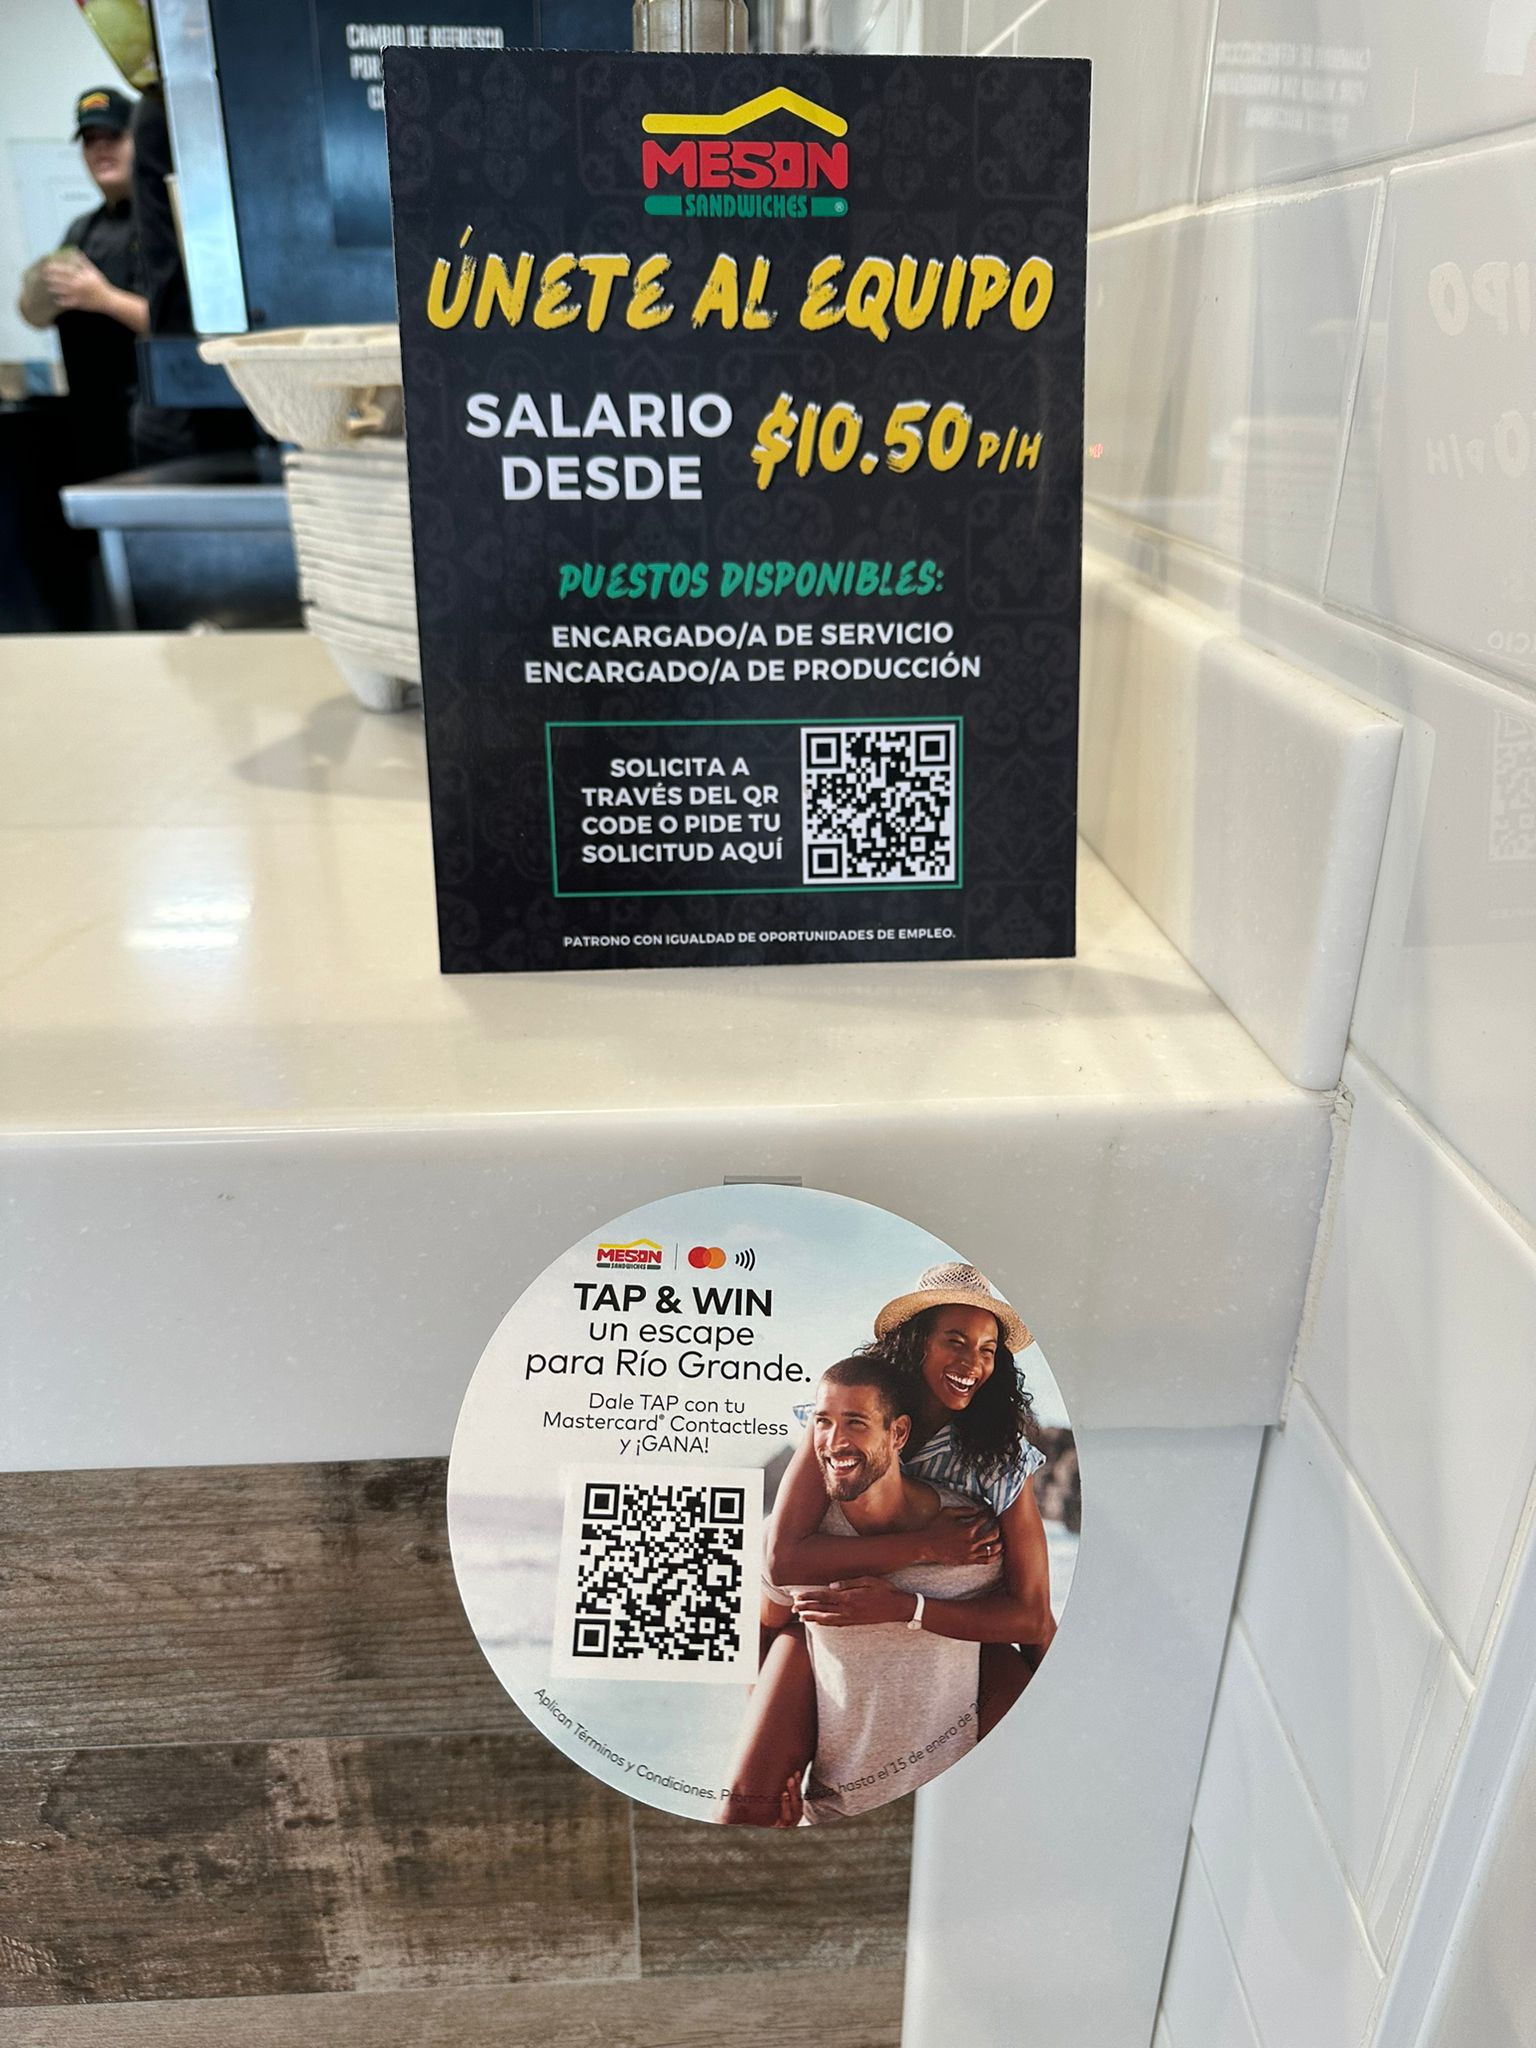 CAMBIO DE REFRESCO
MESON
SANDWICHES
ÚNETE AL EQUIPO
SALARIO
DESDE
$10.50 P/H
PUESTOS DISPONIBLES:
ENCARGADO/A DE SERVICIO
ENCARGADO/A DE PRODUCCIÓN
SOLICITA A
TRAVÉS DEL QR
CODE O PIDE TU
SOLICITUD AQUÍ
PATRONO CON IGUALDAD DE OPORTUNIDADES DE EMPLEO.
MESON
SANDWICHES
TAP & WIN
un escape
para Río Grande.
Dale TAP con tu
Mastercard® Contactless
y ¡GANA!
Aplican Términos y Condiciones. hasta el 15 de enero de